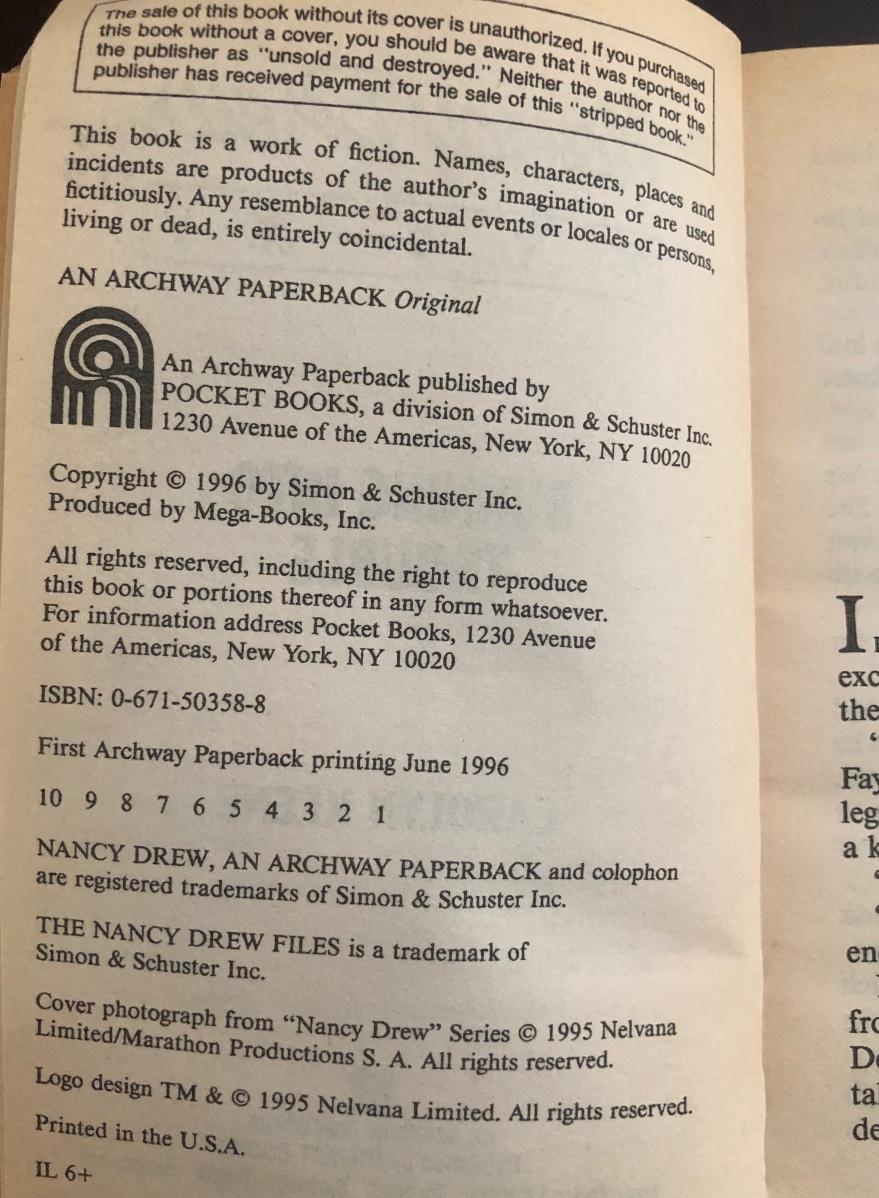 The sale of this book without its cover is unauthorized. If you purchased
this book without a cover, you should be aware that it was reported to
the publisher as "unsold and destroyed." Neither the author nor the
publisher has received payment for the sale of this "stripped book."
This book is a work of fiction. Names, characters, places and
incidents are products of the author's imagination or are used
fictitiously. Any resemblance to actual events or locales or persons,
living or dead, is entirely coincidental.
AN ARCHWAY PAPERBACK Original
An Archway Paperback published by
POCKET BOOKS, a division of Simon & Schuster Inc.
1230 Avenue of the Americas, New York, NY 10020
Copyright © 1996 by Simon & Schuster Inc.
Produced by Mega-Books, Inc.
All rights reserved, including the right to reproduce
this book or portions thereof in any form whatsoever.
For information address Pocket Books, 1230 Avenue
of the Americas, New York, NY 10020
ISBN: 0-671-50358-8
First Archway Paperback printing June 1996
10 9 8 7 6 5 4 3 2 1
NANCY DREW, AN ARCHWAY PAPERBACK and colophon
are registered trademarks of Simon & Schuster Inc.
THE NANCY DREW FILES is a trademark of
Simon & Schuster Inc.
Cover photograph from "Nancy Drew" Series © 1995 Nelvana
Limited/Marathon Productions S. A. All rights reserved.
Logo design TM & © 1995 Nelvana Limited. All rights reserved.
Printed in the U.S.A.
IL 6+
I
exc
the
Fay
leg
a k
en
fro
De
tal
de